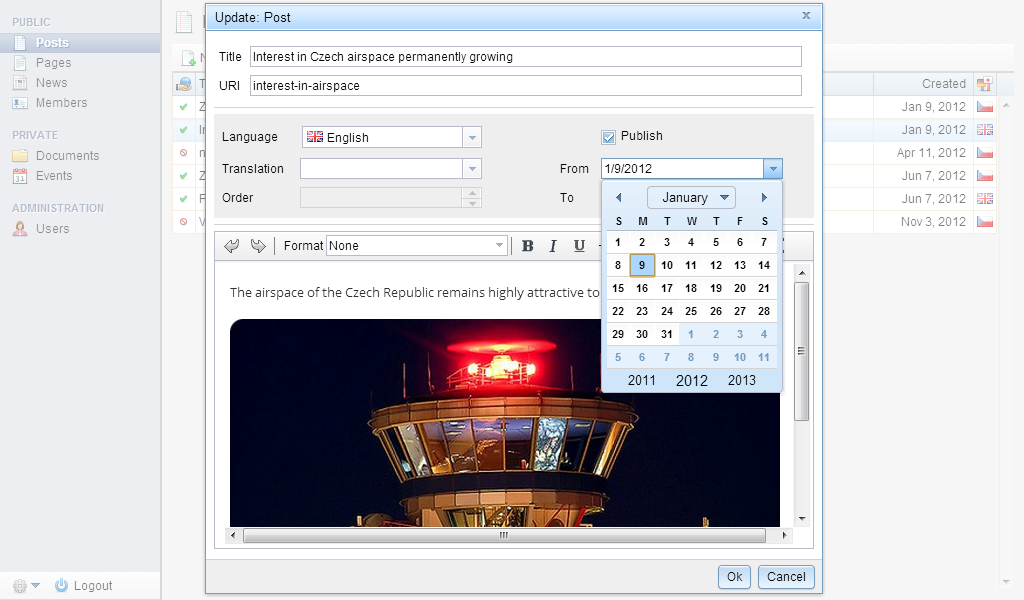 PUBLIC
Posts
Pages
News
Members
PRIVATE
Documents
Events
ADMINISTRATION
Users
Logout
Update: Post
Title Interest in Czech airspace permanently growing
URI interest-in-airspace
Language English
Publish
Translation
From 1/9/2012
Order
To
January
S M T W T F S
1 2 3 4 5 6 7
8 9 10 11 12 13 14
15 16 17 18 19 20 21
22 23 24 25 26 27 28
29 30 31 1 2 3 4
5 6 7 8 9 10 11
2011 2012 2013
Format None B I U
The airspace of the Czech Republic remains highly attractive to
Ok Cancel
Created
Jan 9, 2012
Jan 9, 2012
Apr 11, 2012
Jun 7, 2012
Jun 7, 2012
Nov 3, 2012